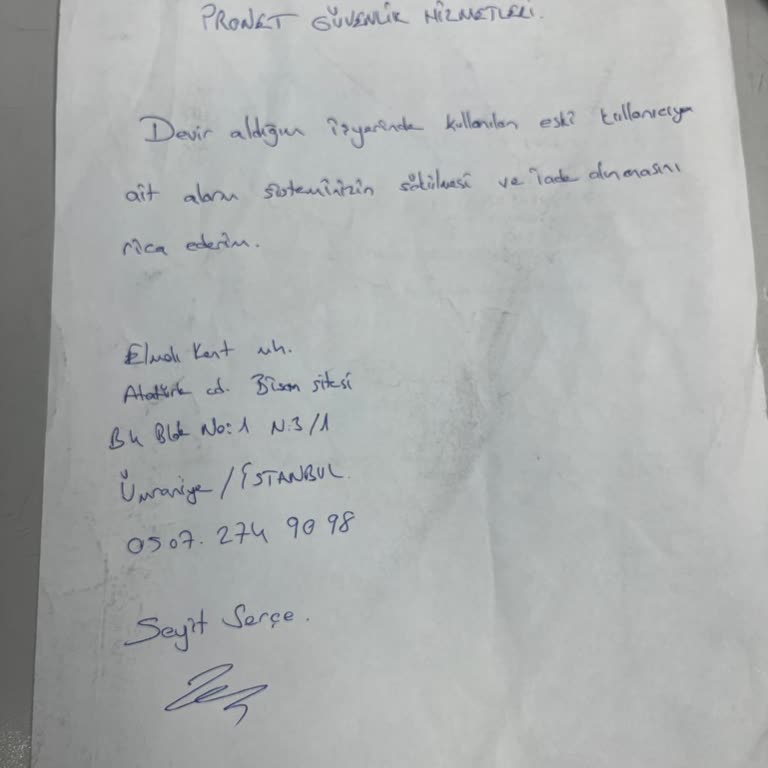 PRONET GÜVENLİK HİZMETLERİ.
Devir aldığım işyerinde kullanılan eski kullanıcıya
ait alarm sisteminizin sökülmesi ve iade alınmasını
rica ederim.
Elmalı Kent mh.
Atatürk cd. sitesi
B4 Blok No:1 N.3/1
Ümraniye / İSTANBUL.
0507. 274 90 98
Seyit Serçe.